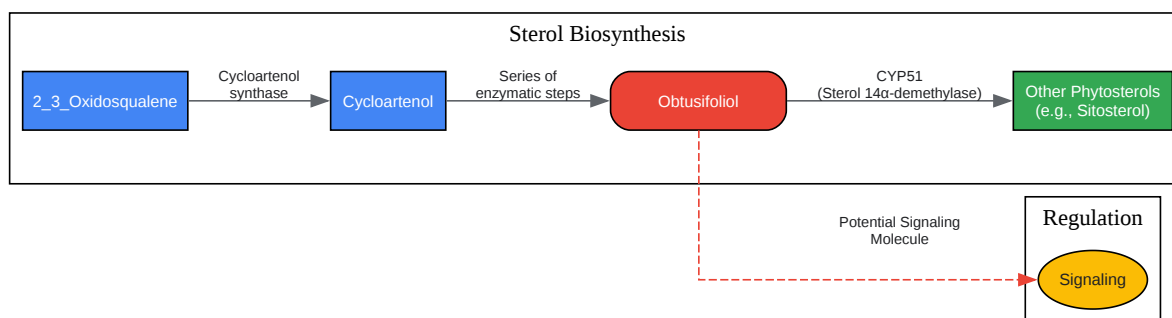 Sterol Biosynthesis
2_3_Oxidosqualene
Cycloartenol
synthase
Cycloartenol
Series of
enzymatic steps
Obtusifoliol
CYP51
(Sterol 14α-demethylase)
Other Phytosterols
(e.g., Sitosterol)
Potential Signaling
Molecule
Regulation
Signaling